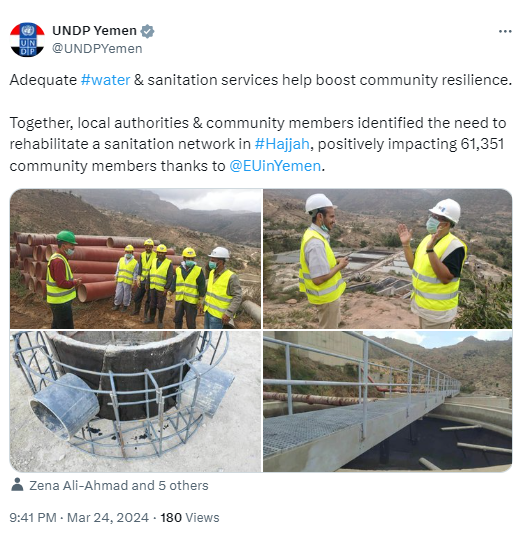 UNDP Yemen
@UNDPYemen
Adequate #water & sanitation services help boost community resilience.
Together, local authorities & community members identified the need to
rehabilitate a sanitation network in #Hajjah, positively impacting 61,351
community members thanks to @EUinYemen.
Zena Ali-Ahmad and 5 others
9:41 PM · Mar 24, 2024 · 180 Views